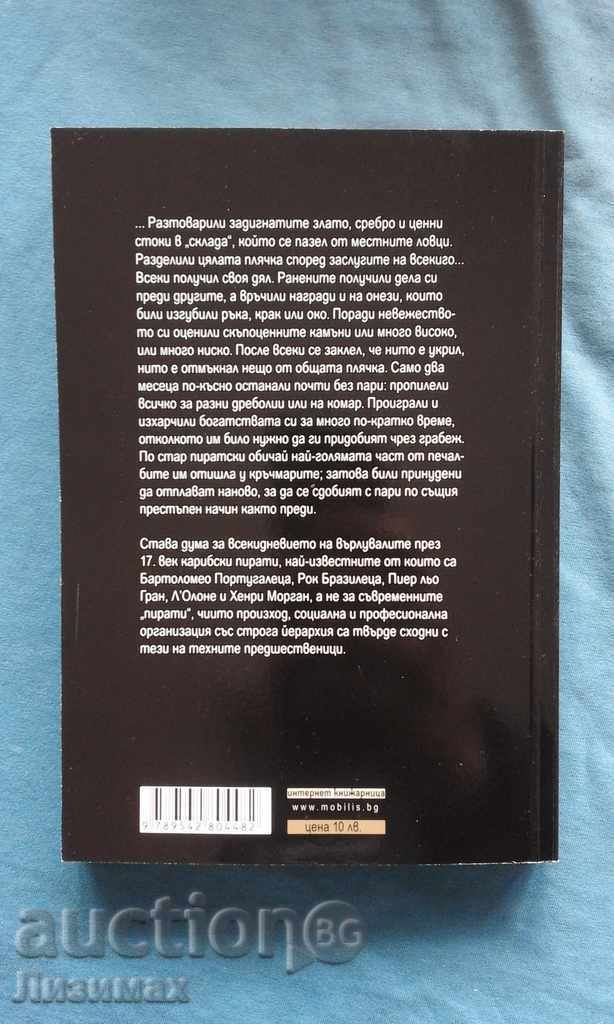 ... Разтоварили задигнатите злато, сребро и ценни
стоки в „склада“, който се пазел от местните ловци.
Разделили цялата плячка според заслугите на всекиго...
Всеки получил своя дял. Ранените получили дела си
преди другите, а връчили награди и на онези, които
били изгубили ръка, крак или око. Поради невежество-
то си оценили скъпоценните камъни или много високо,
или много ниско. После всеки се заклел, че нито е укрил,
нито е отмъкнал нещо от общата плячка. Само два
месеца по-късно останали почти без пари: пропилели
всичко за разни дреболии или на комар. Проиграли и
изхарчили богатствата си за много по-кратко време,
отколкото им било нужно да ги придобият чрез грабеж.
По стар пиратски обичай най-голямата част от печал-
бите им отишла у кръчмарите; затова били принудени
да отплават наново, за да се сдобият с пари по същия
престъпен начин както преди.
Става дума за всекидневието на върлувалите през
17. век карибски пирати, най-известните от които са
Бартоломео Португалеца, Рок Бразилеца, Пиер льо
Гран, Л'Олоне и Хенри Морган, а не за съвременните
„пирати“, чиито произход, социална и професионална
организация със строга йерархия са твърде сходни с
тези на техните предшественици.
интернет книжарница
www.mobilis.bg
цена 10 лв.
9 789542 804482
auction BG
Лизимах